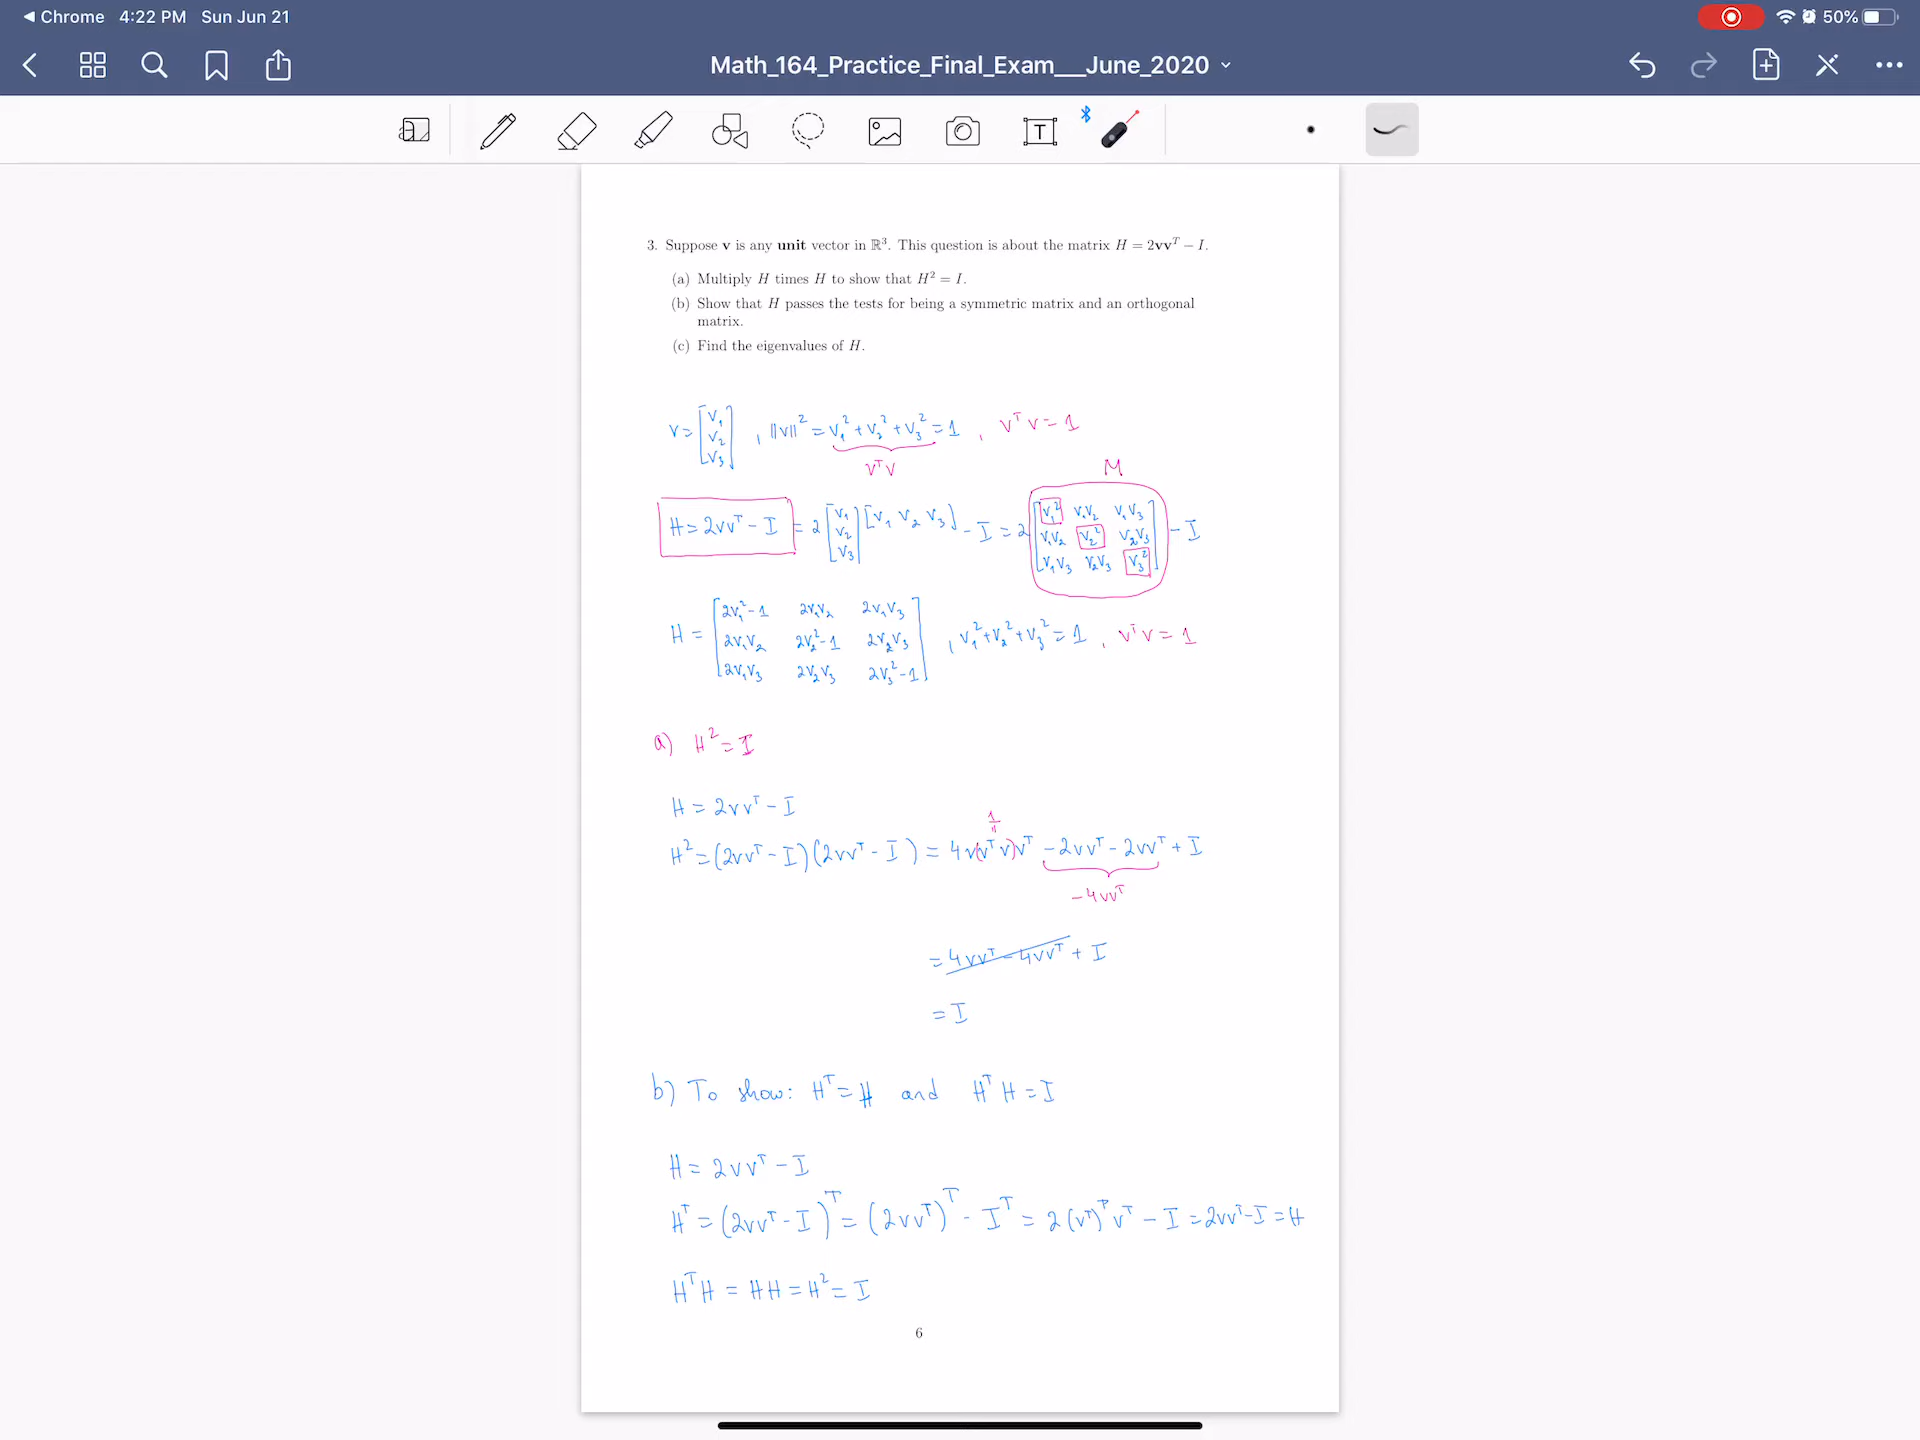 Chrome 4:22 PM Sun Jun 21 50%
Math_164_Practice_Final_Exam___June_2020
3. Suppose v is any unit vector in ℝ³. This question is about the matrix H = 2vvᵀ − I.
(a) Multiply H times H to show that H² = I.
(b) Show that H passes the tests for being a symmetric matrix and an orthogonal
matrix.
(c) Find the eigenvalues of H.
v = [v₁ v₂ v₃] , ||v||² = v₁² + v₂² + v₃² = 1 , vᵀv = 1
vᵀv
M
H = 2vvᵀ − I = 2 [v₁ v₂ v₃] [v₁ v₂ v₃] − I = 2 [v₁² v₁v₂ v₁v₃
v₁v₂ v₂² v₂v₃
v₁v₃ v₂v₃ v₃²] − I
H = [2v₁²−1 2v₁v₂ 2v₁v₃
2v₁v₂ 2v₂²−1 2v₂v₃
2v₁v₃ 2v₂v₃ 2v₃²−1] , v₁² + v₂² + v₃² = 1 , vᵀv = 1
a) H² = I
H = 2vvᵀ − I
1
=
H² = (2vvᵀ − I)(2vvᵀ − I) = 4v(vᵀv)vᵀ − 2vvᵀ − 2vvᵀ + I
−4vvᵀ
= 4vvᵀ − 4vvᵀ + I
= I
b) To show: Hᵀ = H and HᵀH = I
H = 2vvᵀ − I
Hᵀ = (2vvᵀ − I)ᵀ = (2vvᵀ)ᵀ − Iᵀ = 2(vᵀ)ᵀvᵀ − I = 2vvᵀ − I = H
HᵀH = HH = H² = I
6